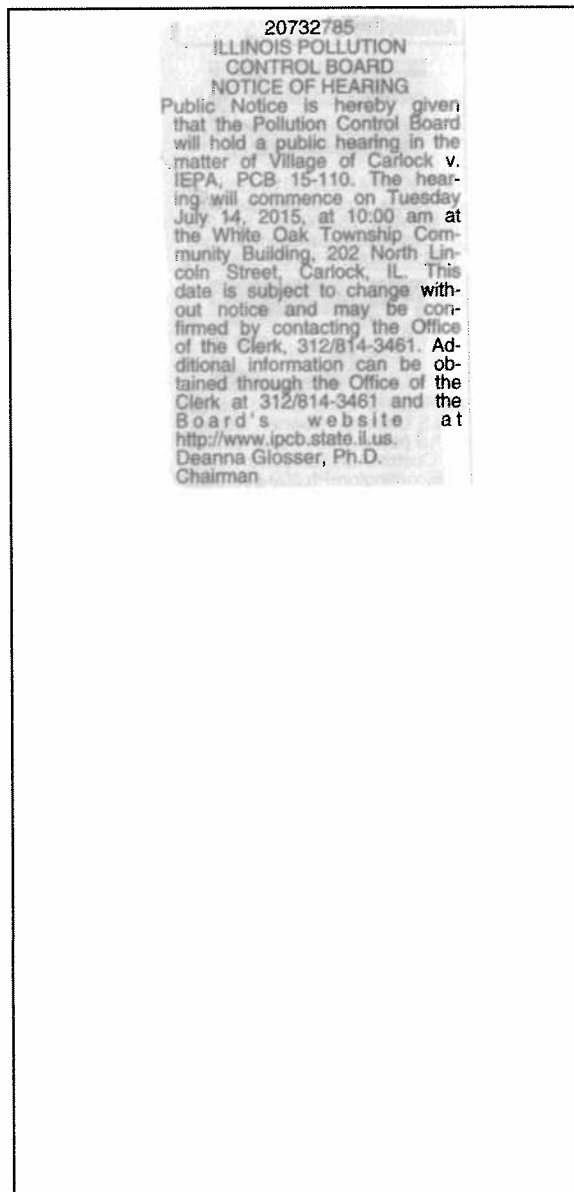 20732785
ILLINOIS POLLUTION
CONTROL BOARD
NOTICE OF HEARING
Public Notice is hereby given
that the Pollution Control Board
will hold a public hearing in the
matter of Village of Carlock v.
IEPA, PCB 15-110. The hear-
ing will commence on Tuesday
July 14, 2015, at 10:00 am at
the White Oak Township Com-
munity Building, 202 North Lin-
coln Street, Carlock, IL. This
date is subject to change with-
out notice and may be con-
firmed by contacting the Office
of the Clerk, 312/814-3461. Ad-
ditional information can be ob-
tained through the Office of the
Clerk at 312/814-3461 and the
Board's website at
http://www.ipcb.state.il.us.
Deanna Glosser, Ph.D.
Chairman